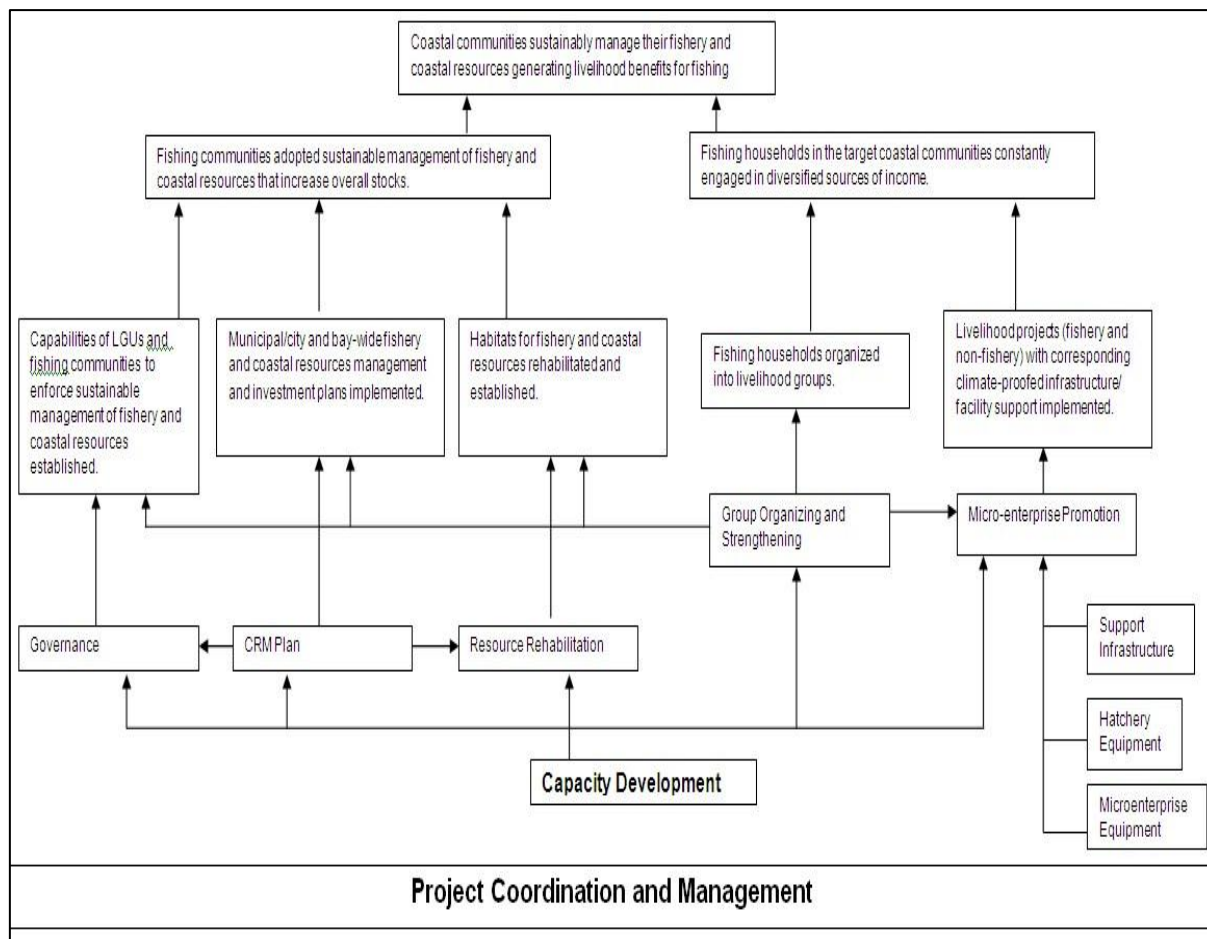 Coastal communities sustainably manage their fishery and
coastal resources generating livelihood benefits for fishing
Fishing communities adopted sustainable management of fishery and
coastal resources that increase overall stocks.
Fishing households in the target coastal communities constantly
engaged in diversified sources of income.
Capabilities of LGUs and
fishing communities to
enforce sustainable
management of fishery and
coastal resources
established.
Municipal/city and bay-wide fishery
and coastal resources management
and investment plans implemented.
Habitats for fishery and coastal
resources rehabilitated and
established.
Fishing households organized
into livelihood groups.
Livelihood projects (fishery and
non-fishery) with corresponding
climate-proofed infrastructure/
facility support implemented.
Group Organizing and
Strengthening
Micro-enterprise Promotion
Governance
CRM Plan
Resource Rehabilitation
Support
Infrastructure
Hatchery
Equipment
Microenterprise
Equipment
Capacity Development
Project Coordination and Management